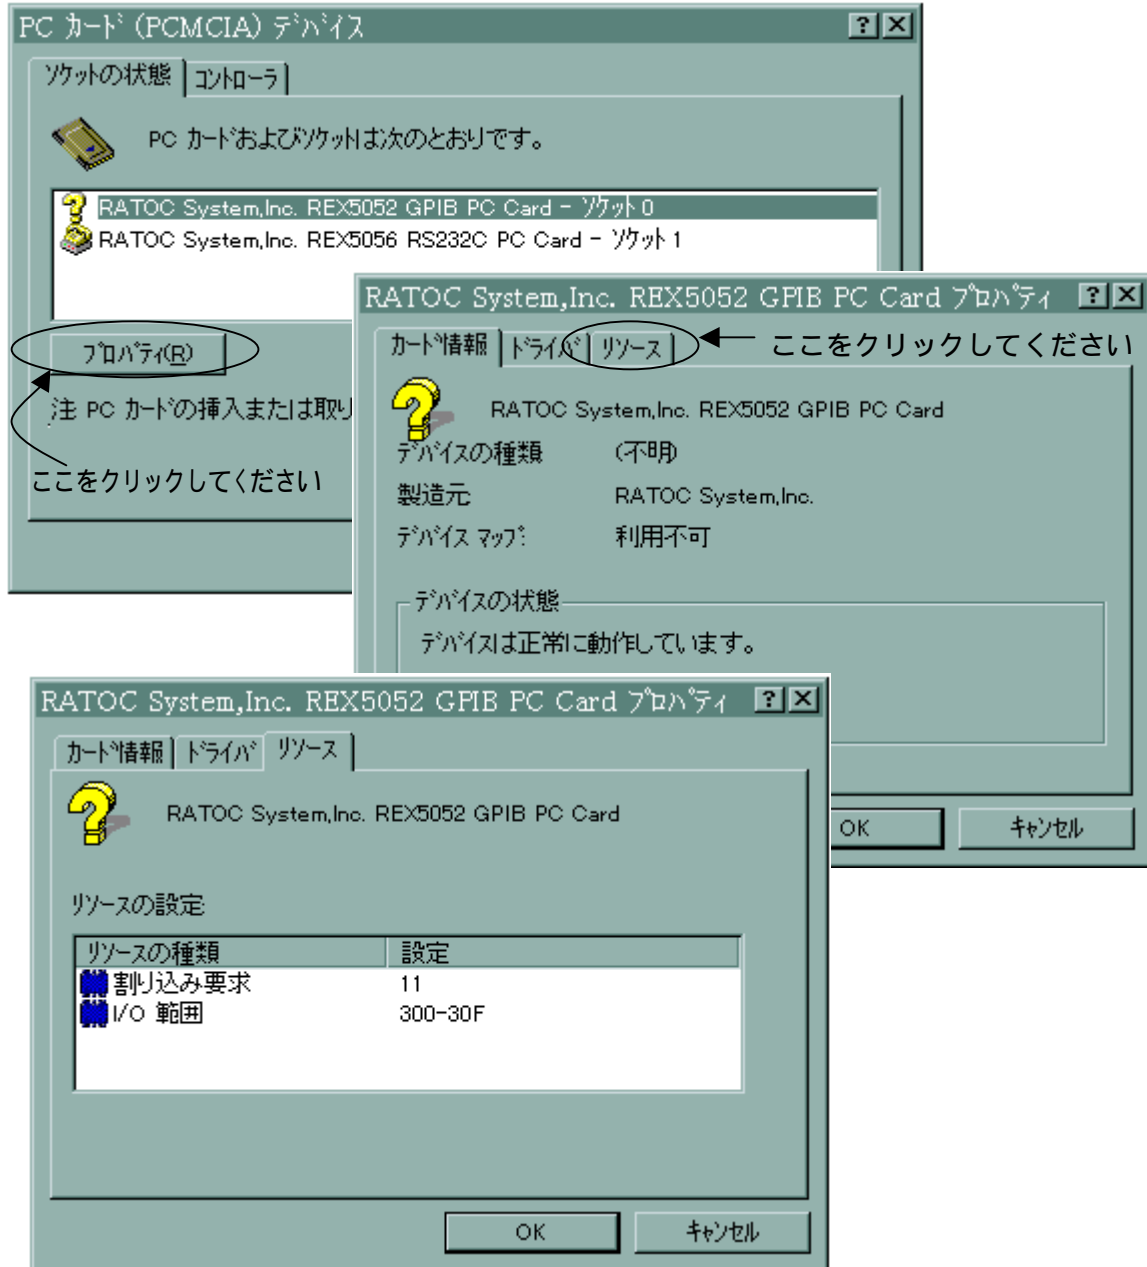 PC カード (PCMCIA) デバイス
ソケットの状態 コントローラ
PC カードおよびソケットは次のとおりです。
RATOC System,Inc. REX5052 GPIB PC Card - ソケット 0
RATOC System,Inc. REX5056 RS232C PC Card - ソケット 1
プロパティ(R)
注 PC カードの挿入または取り
ここをクリックしてください
RATOC System,Inc. REX5052 GPIB PC Card プロパティ
カード情報 ドライバ リソース
ここをクリックしてください
RATOC System,Inc. REX5052 GPIB PC Card
デバイスの種類 (不明)
製造元: RATOC System,Inc.
デバイス マップ: 利用不可
デバイスの状態
デバイスは正常に動作しています。
OK キャンセル
RATOC System,Inc. REX5052 GPIB PC Card プロパティ
カード情報 ドライバ リソース
RATOC System,Inc. REX5052 GPIB PC Card
リソースの設定:
リソースの種類 設定
割り込み要求 11
I/O 範囲 300-30F
OK キャンセル